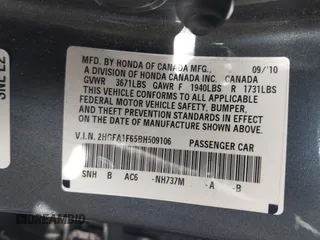 MFD. BY HONDA OF CANADA MFG., 09/'10
A DIVISION OF HONDA CANADA INC. CANADA
GVWR 3671LBS GAWR F 1940LBS R 1731LBS
THIS VEHICLE CONFORMS TO ALL APPLICABLE
FEDERAL MOTOR VEHICLE SAFETY, BUMPER,
AND THEFT PREVENTION STANDARDS IN EFFECT
ON THE DATE OF MANUFACTURE SHOWN ABOVE.
V.I.N. 2HGFA1F65BH509106 PASSENGER CAR
SNH B AC6 -NH737M -A -B
DREAMBID